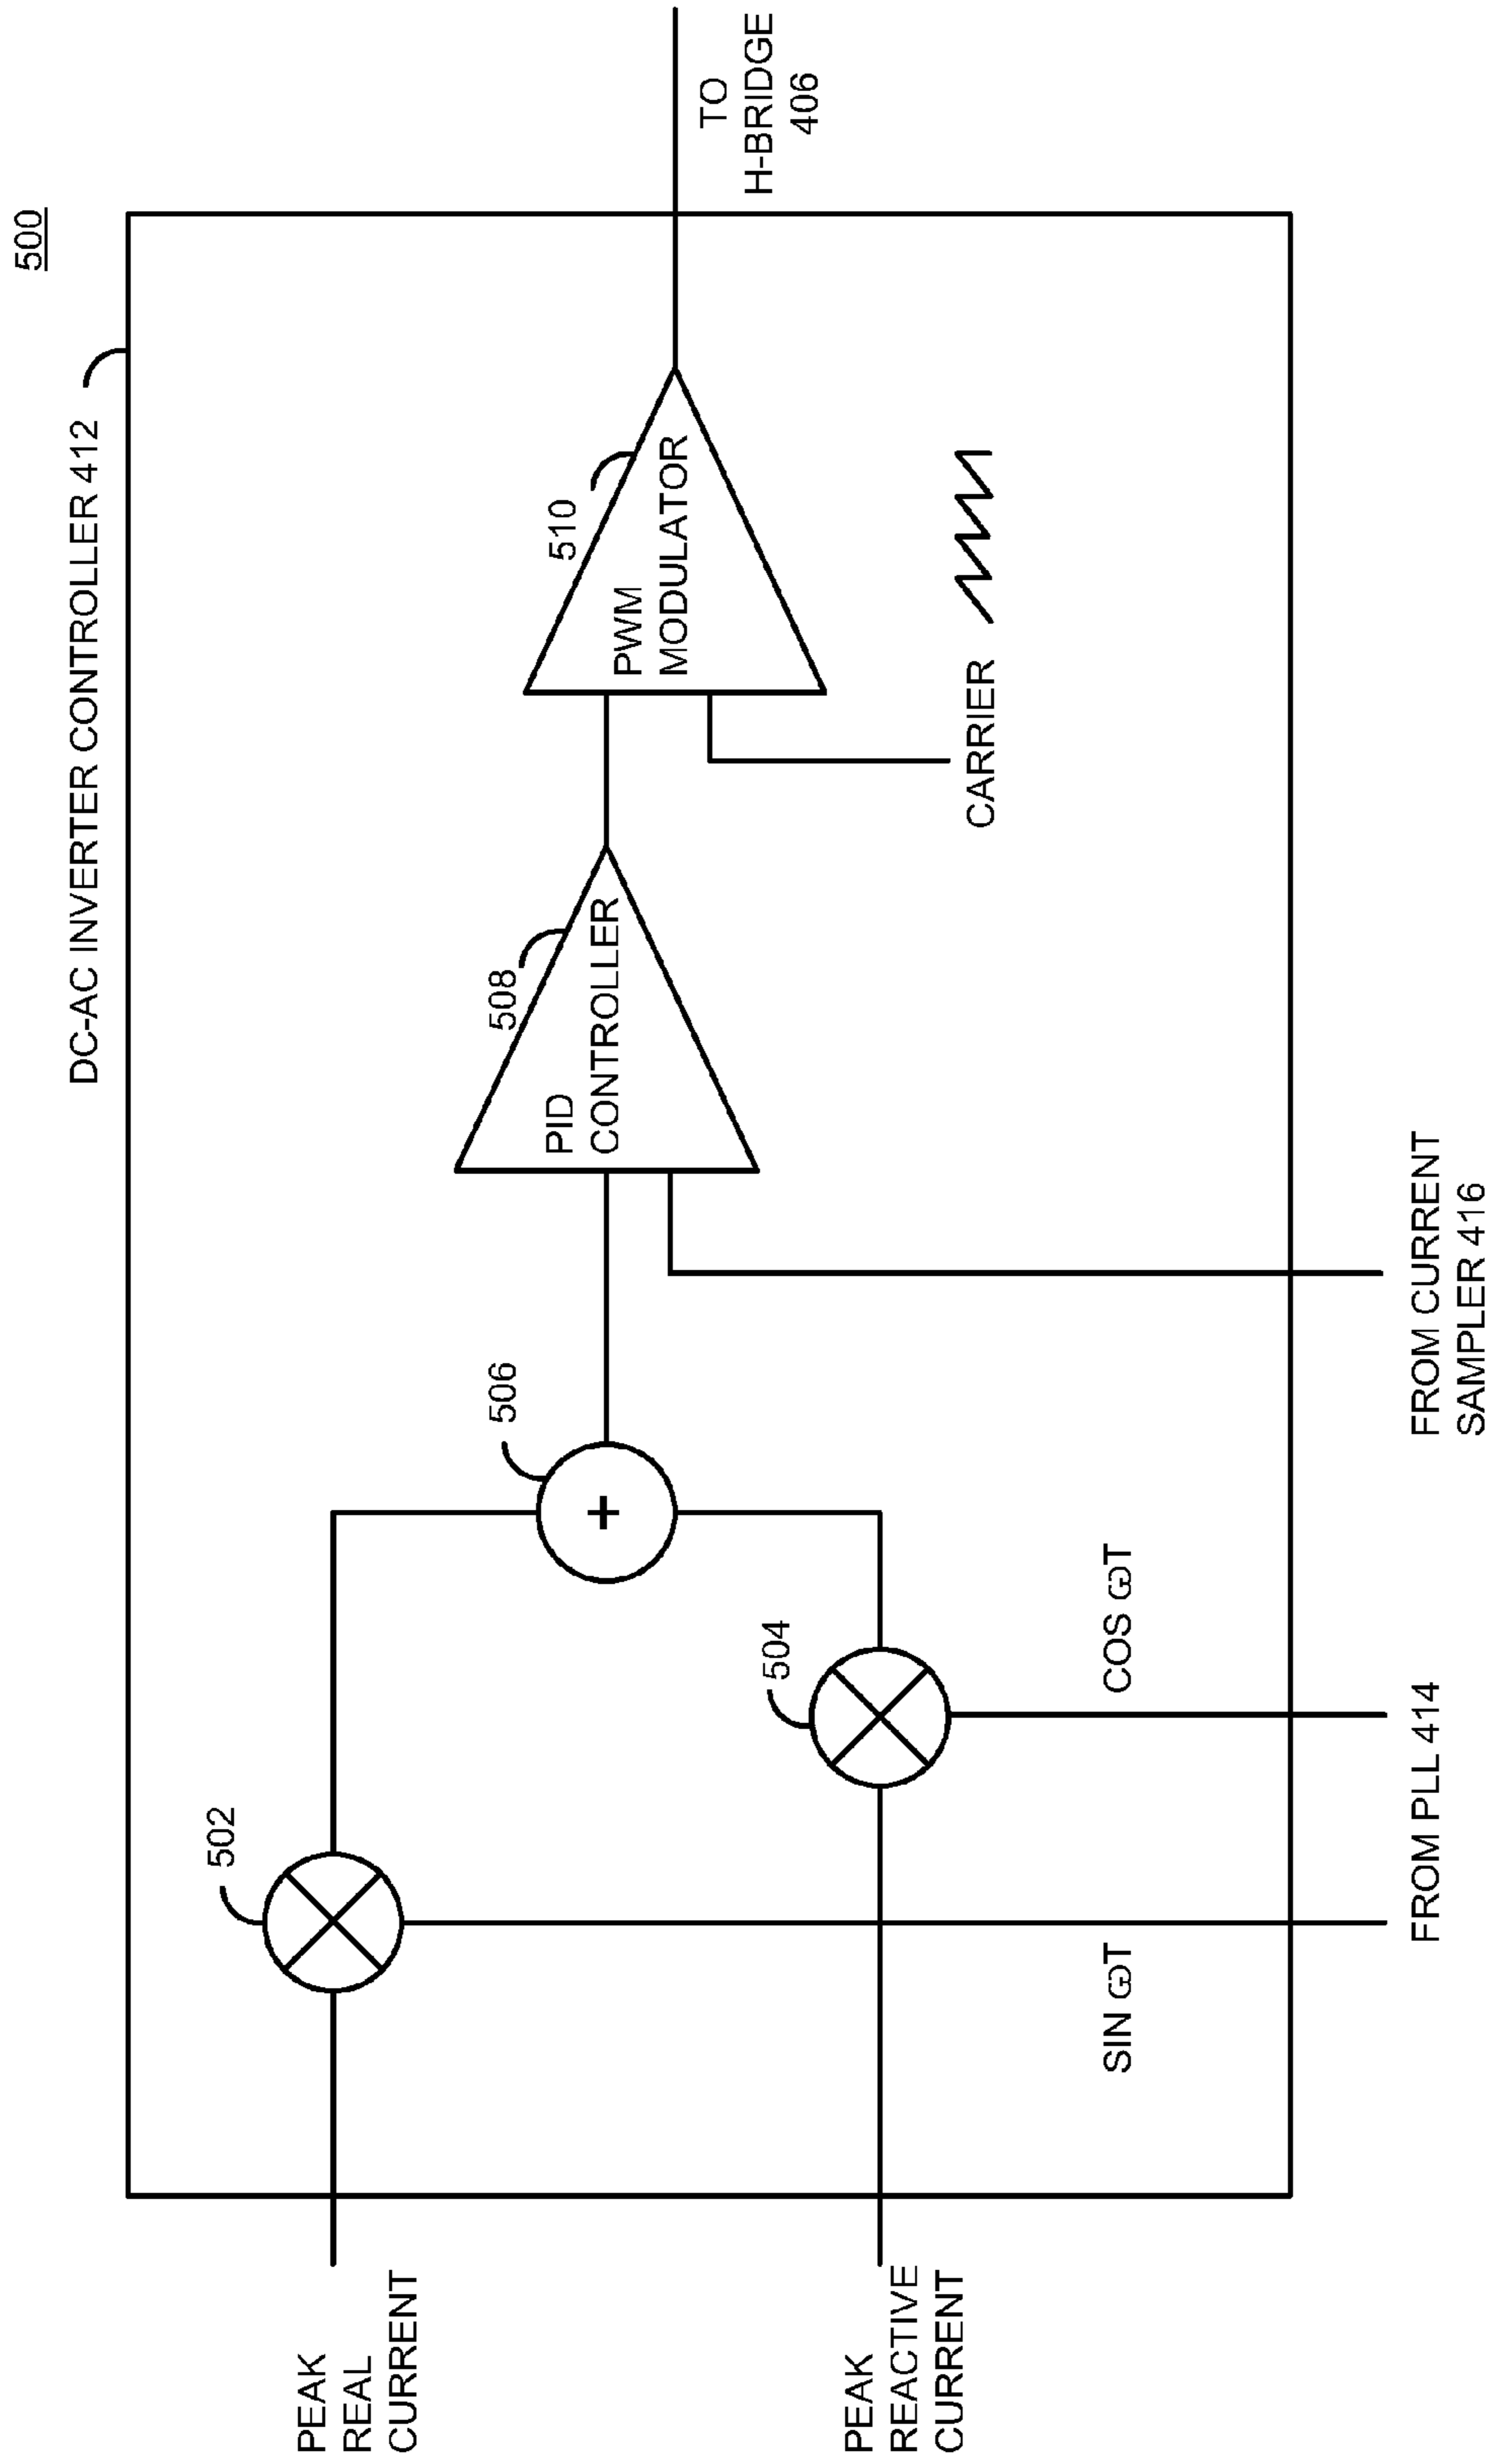 500
DC-AC INVERTER CONTROLLER 412
PEAK
REAL
CURRENT
502
506
508
PID
CONTROLLER
510
PWM
MODULATOR
TO
H-BRIDGE
406
PEAK
REACTIVE
CURRENT
504
+
CARRIER
SIN ωT
COS ωT
FROM PLL 414
FROM CURRENT
SAMPLER 416